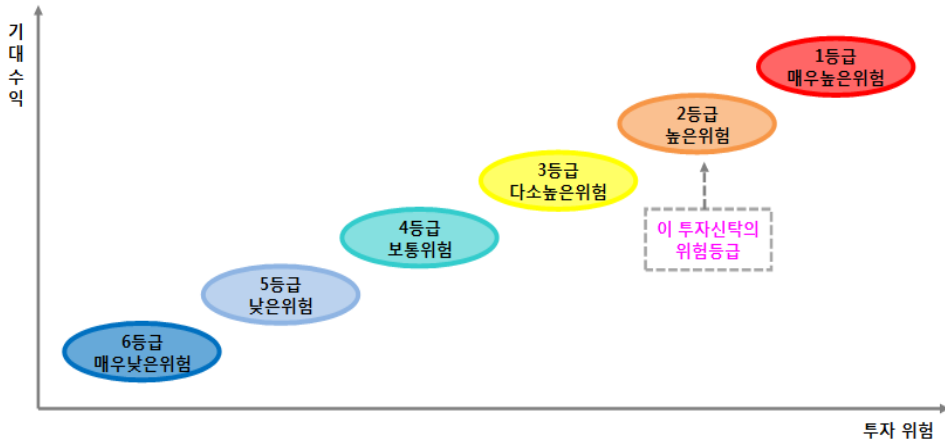 기
대
수
익
1등급
매우높은위험
2등급
높은위험
3등급
다소높은위험
이 투자신탁의
위험등급
4등급
보통위험
5등급
낮은위험
6등급
매우낮은위험
투자 위험